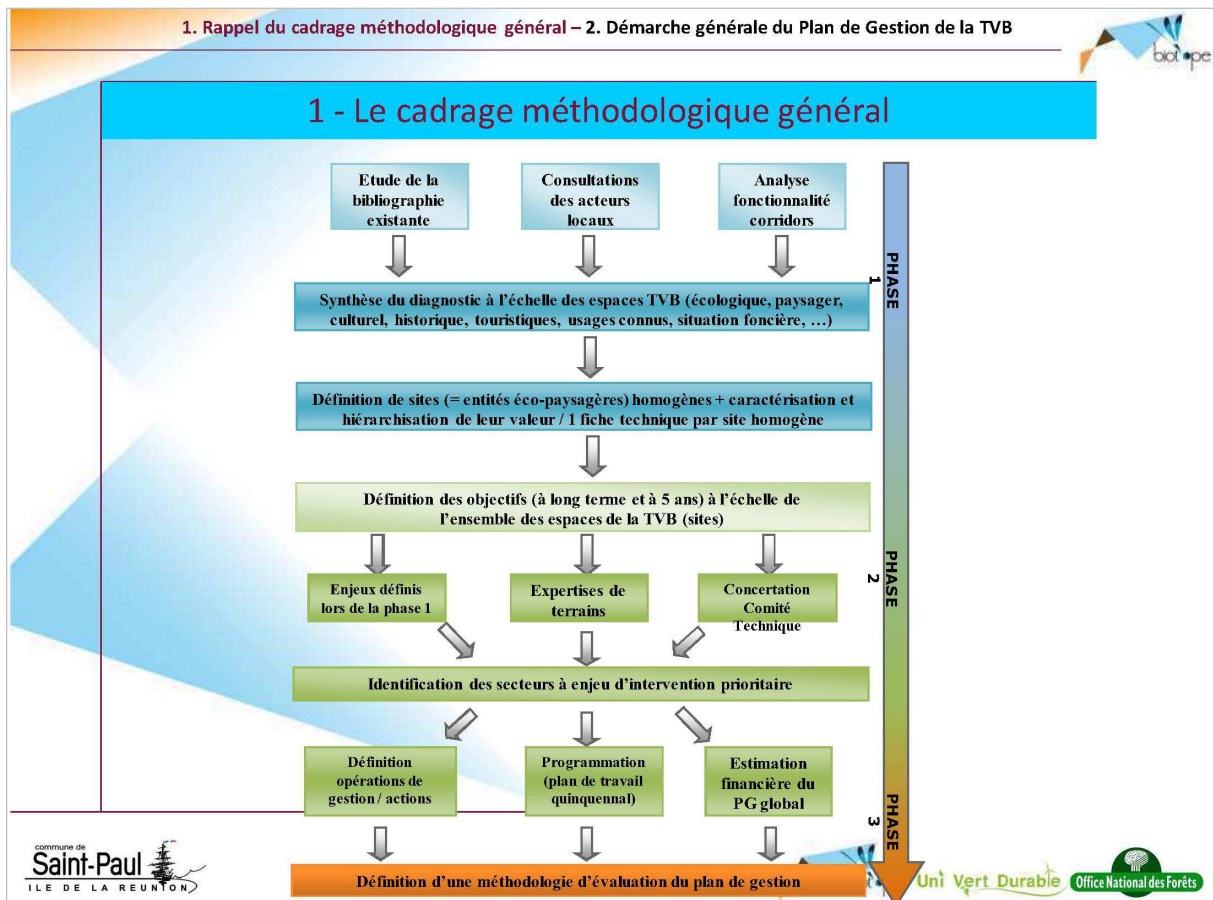 1. Rappel du cadrage méthodologique général – 2. Démarche générale du Plan de Gestion de la TVB
biotope
1 - Le cadrage méthodologique général
Etude de la
bibliographie
existante
Consultations
des acteurs
locaux
Analyse
fonctionnalité
corridors
PHASE
1
Synthèse du diagnostic à l’échelle des espaces TVB (écologique, paysager,
culturel, historique, touristiques, usages connus, situation foncière, …)
Définition de sites (= entités éco-paysagères) homogènes + caractérisation et
hiérarchisation de leur valeur / 1 fiche technique par site homogène
Définition des objectifs (à long terme et à 5 ans) à l’échelle de
l’ensemble des espaces de la TVB (sites)
PHASE
2
Enjeux définis
lors de la phase 1
Expertises de
terrains
Concertation
Comité
Technique
Identification des secteurs à enjeu d’intervention prioritaire
Définition
opérations de
gestion / actions
Programmation
(plan de travail
quinquennal)
Estimation
financière du
PG global
PHASE
3
Définition d’une méthodologie d’évaluation du plan de gestion
commune de
Saint-Paul
ILE DE LA REUNION
Uni Vert Durable
Office National des Forêts